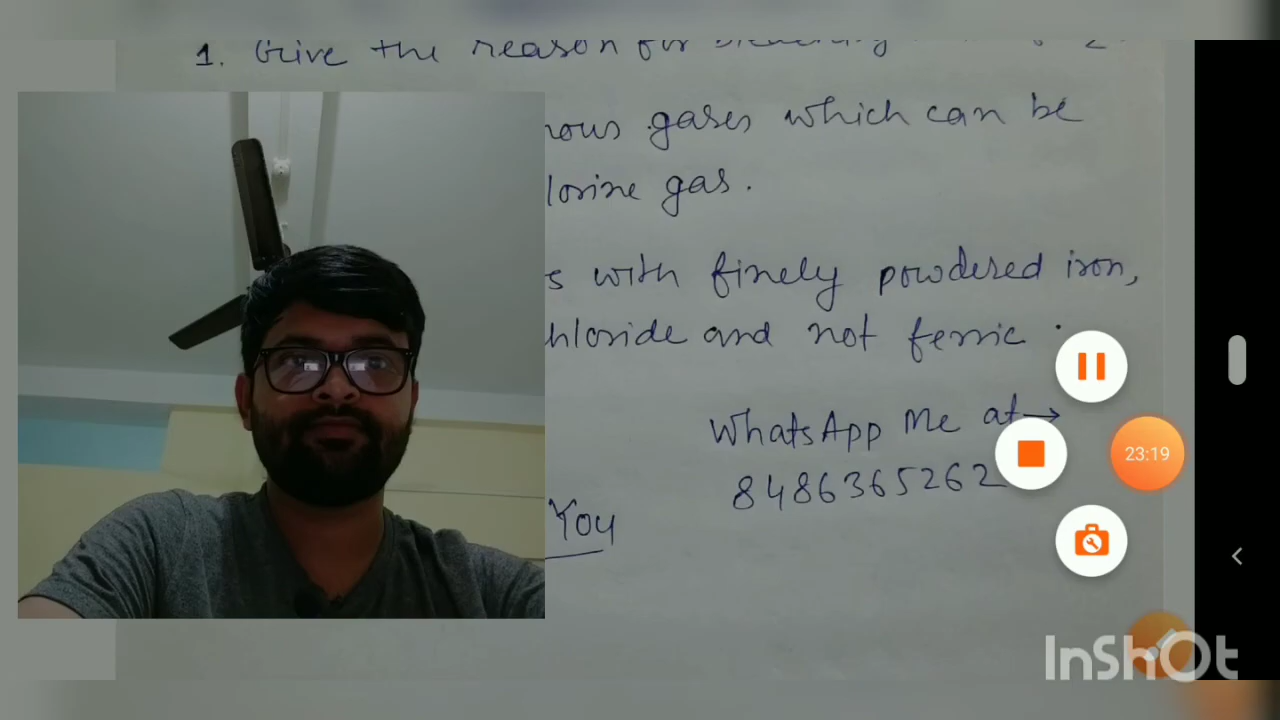 1. Give the reason for
nous gases which can be
lorine gas.
s with finely powdered iron,
hloride and not ferric
WhatsApp Me at →
8486365262
You
23:19
InShOt